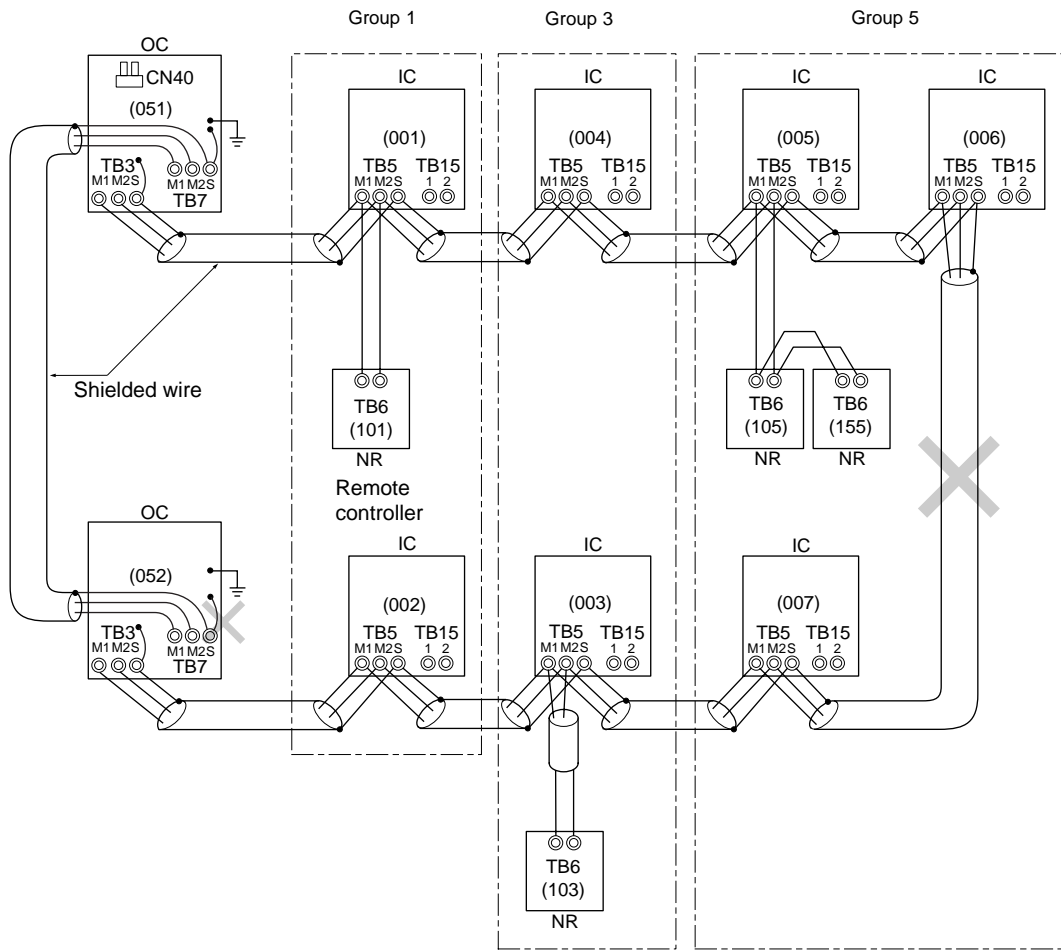 Group 1
Group 3
Group 5
OC
CN40
(051)
TB3
M1 M2 S
M1 M2 S
TB7
IC
(001)
TB5 TB15
M1 M2 S 1 2
IC
(004)
TB5 TB15
M1 M2 S 1 2
IC
(005)
TB5 TB15
M1 M2 S 1 2
IC
(006)
TB5 TB15
M1 M2 S 1 2
Shielded wire
TB6
(101)
NR
Remote
controller
TB6
(105)
NR
TB6
(155)
NR
OC
(052)
TB3
M1 M2 S
M1 M2 S
TB7
IC
(002)
TB5 TB15
M1 M2 S 1 2
IC
(003)
TB5 TB15
M1 M2 S 1 2
IC
(007)
TB5 TB15
M1 M2 S 1 2
TB6
(103)
NR